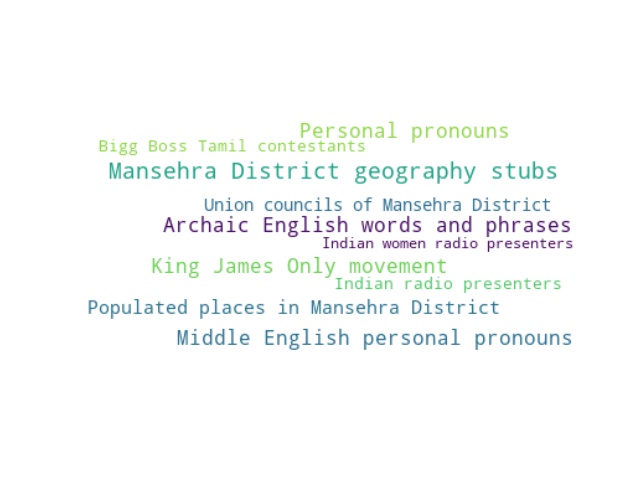 Personal pronouns
Bigg Boss Tamil contestants
Mansehra District geography stubs
Union councils of Mansehra District
Archaic English words and phrases
Indian women radio presenters
King James Only movement
Indian radio presenters
Populated places in Mansehra District
Middle English personal pronouns